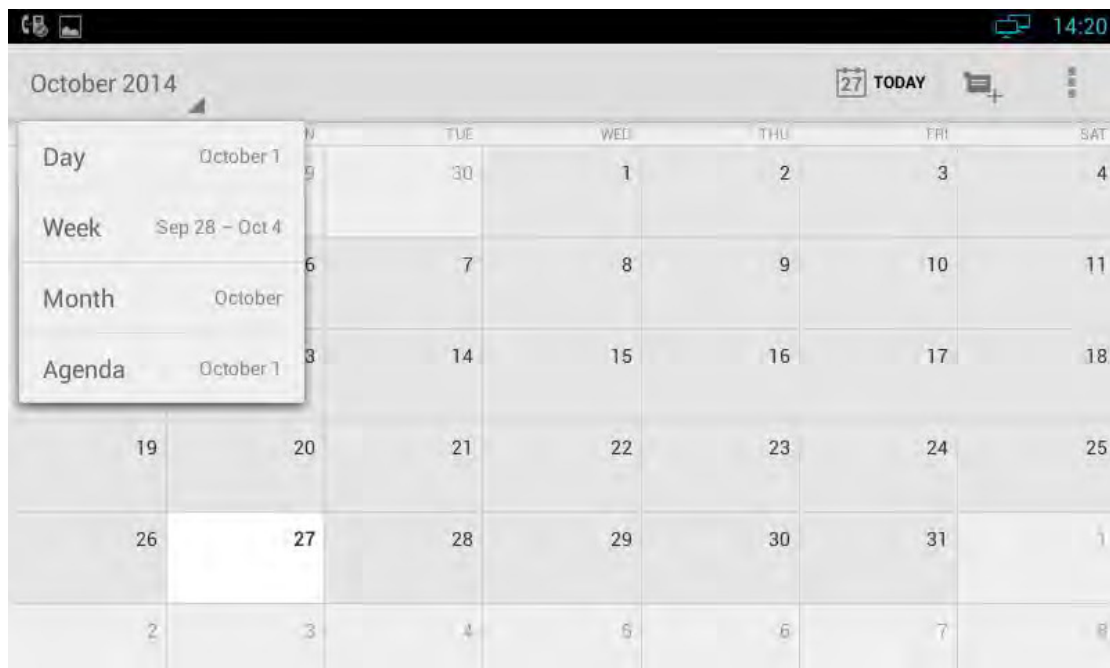 14:20
October 2014
27 TODAY
N TUE WED THU FRI SAT
Day October 1
9 30 1 2 3 4
Week Sep 28 – Oct 4
6 7 8 9 10 11
Month October
3 14 15 16 17 18
Agenda October 1
19 20 21 22 23 24 25
26 27 28 29 30 31 1
2 3 4 5 6 7 8